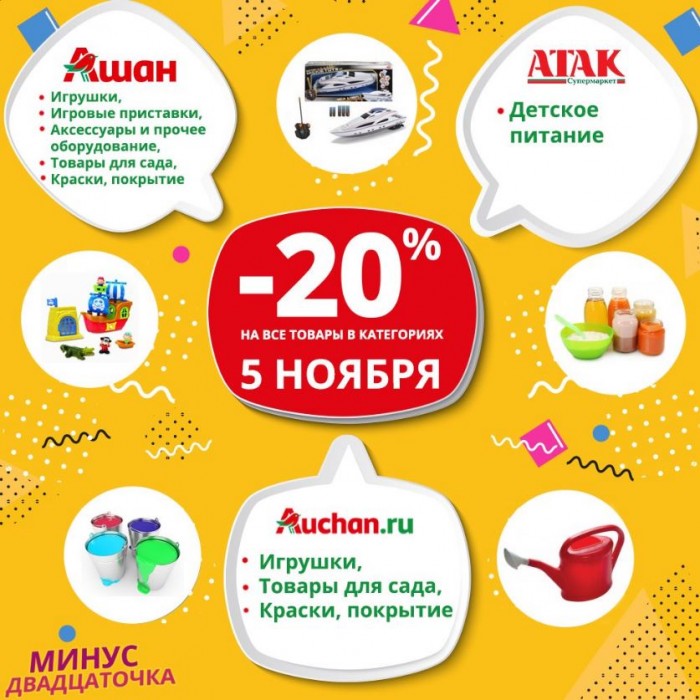 Ашан
• Игрушки,
• Игровые приставки,
• Аксессуары и прочее
оборудование,
• Товары для сада,
• Краски, покрытие
АТАК
Супермаркет
• Детское
питание
-20%
НА ВСЕ ТОВАРЫ В КАТЕГОРИЯХ
5 НОЯБРЯ
Auchan.ru
• Игрушки,
• Товары для сада,
• Краски, покрытие
МИНУС
ДВАДЦАТОЧКА